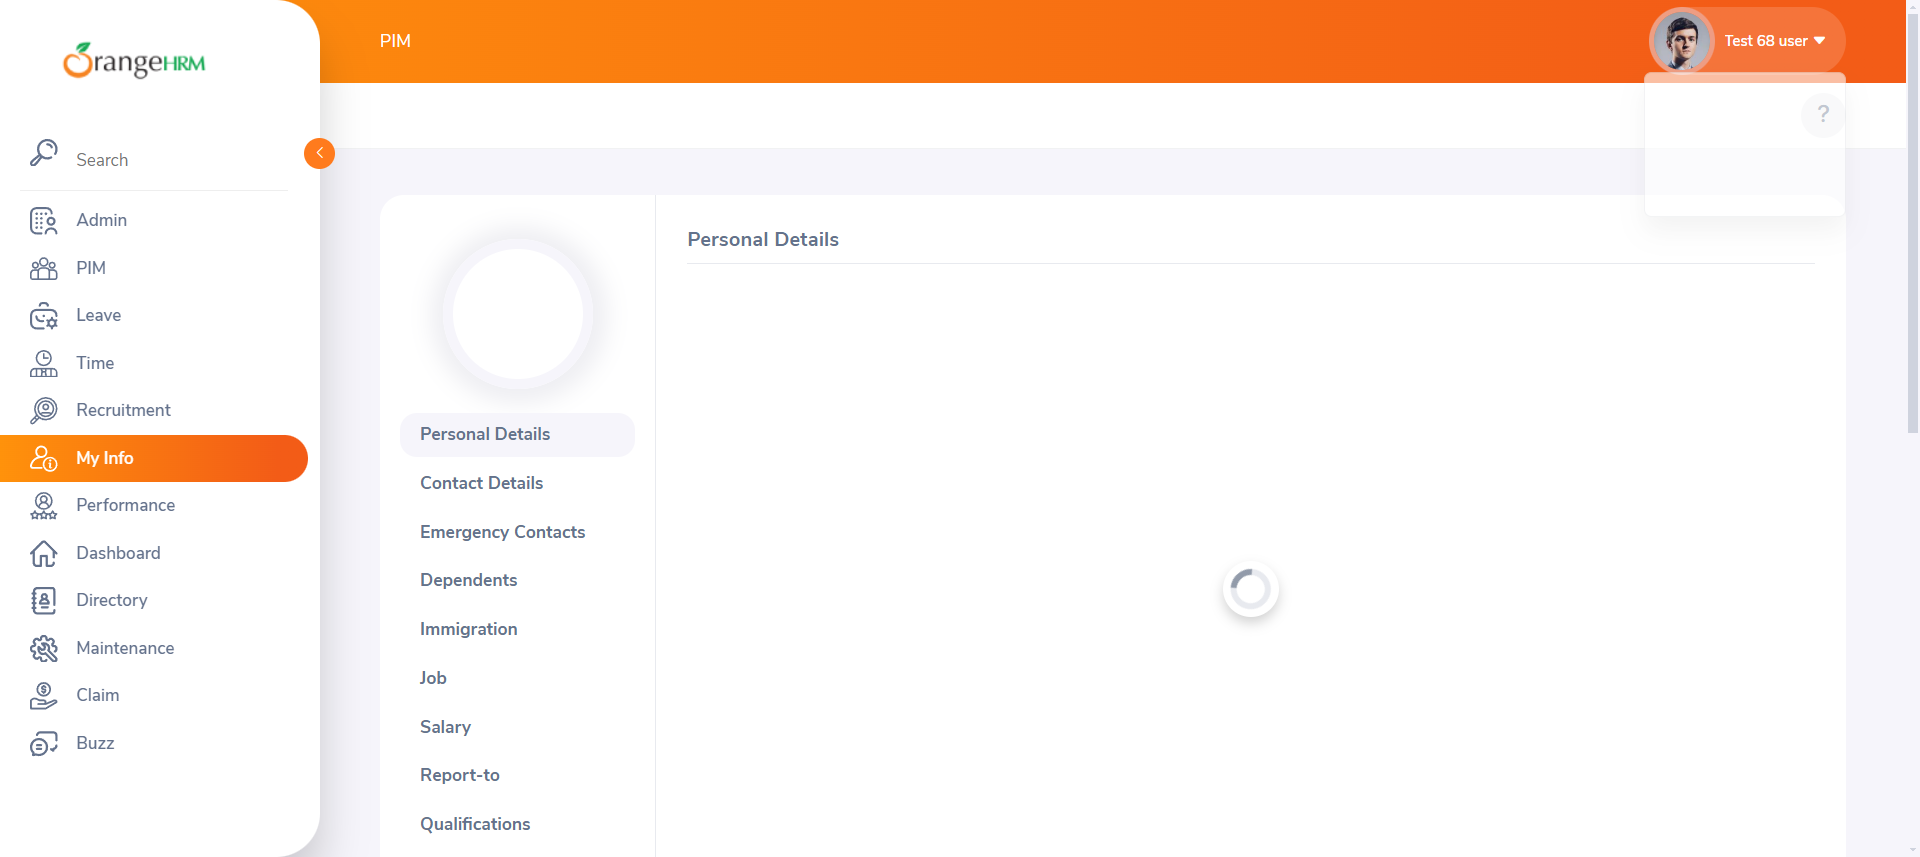 OrangeHRM
PIM
Test 68 user
?
Search
Admin
PIM
Leave
Time
Recruitment
My Info
Performance
Dashboard
Directory
Maintenance
Claim
Buzz
Personal Details
Contact Details
Emergency Contacts
Dependents
Immigration
Job
Salary
Report-to
Qualifications
Personal Details